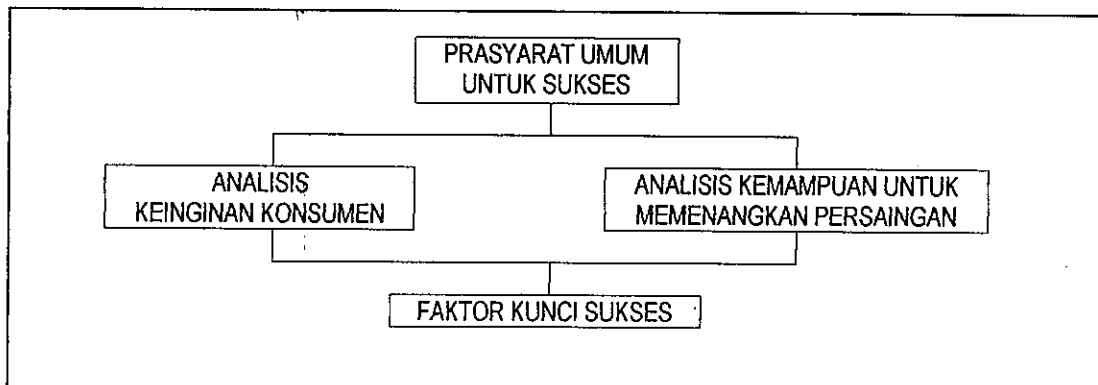 PRASYARAT UMUM
UNTUK SUKSES
ANALISIS
KEINGINAN KONSUMEN
ANALISIS KEMAMPUAN UNTUK
MEMENANGKAN PERSAINGAN
FAKTOR KUNCI SUKSES